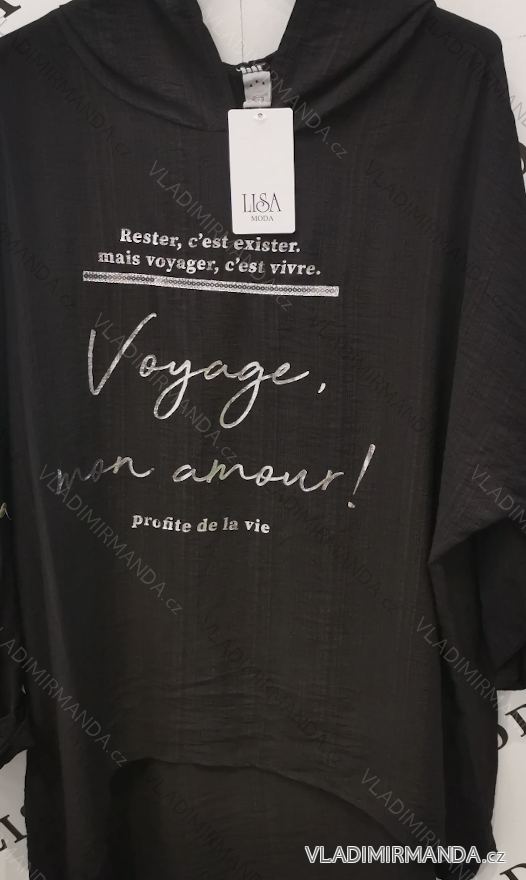 LISA
MODA
Rester, c'est exister.
mais voyager, c'est vivre.
Voyage,
mon amour!
profite de la vie
VLADIMIRMANDA.cz